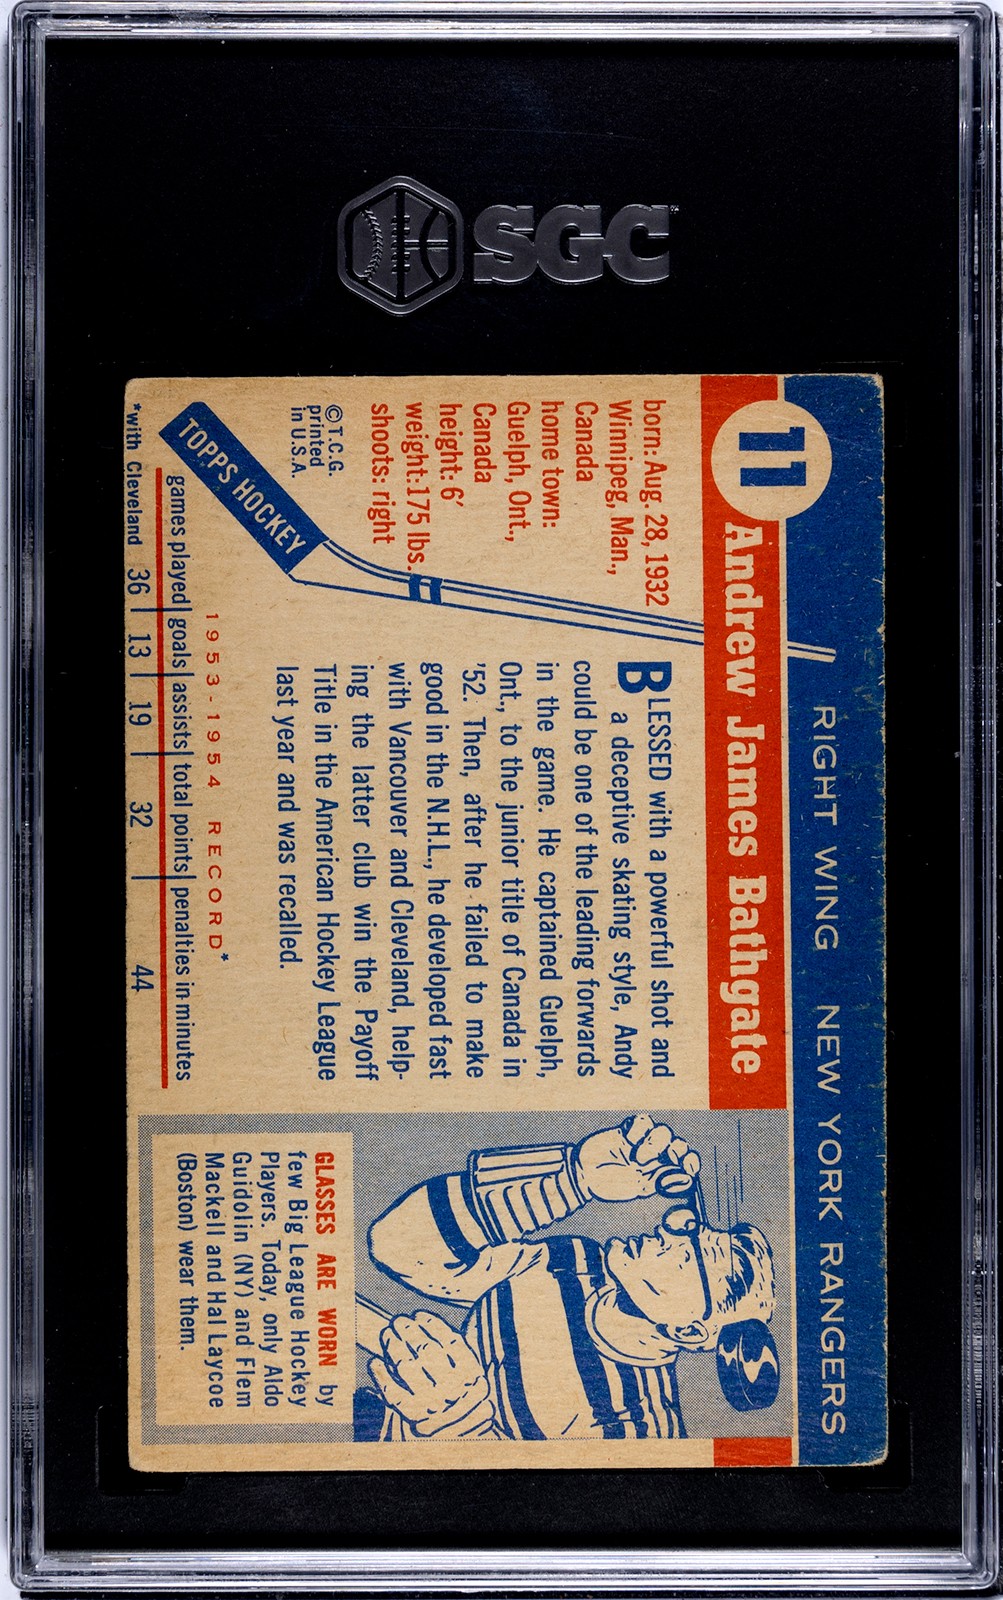 SGC
11
RIGHT WING NEW YORK RANGERS
Andrew James Bathgate
born: Aug. 28, 1932
Winnipeg, Man.,
Canada
home town:
Guelph, Ont.,
Canada
height: 6'
weight: 175 lbs.
shoots: right
© T.C.G.
printed
in U.S.A.
TOPPS HOCKEY
BLESSED with a powerful shot and
a deceptive skating style, Andy
could be one of the leading forwards
in the game. He captained Guelph,
Ont., to the junior title of Canada in
'52. Then, after he failed to make
good in the N.H.L., he developed fast
with Vancouver and Cleveland, help-
ing the latter club win the Payoff
Title in the American Hockey League
last year and was recalled.
1953-1954 RECORD*
games played goals assists total points penalties in minutes
*with Cleveland 36 13 19 32 44
GLASSES ARE WORN by
few Big League Hockey
Players. Today, only Aldo
Guidolin (NY) and Flem
Mackell and Hal Laycoe
(Boston) wear them.